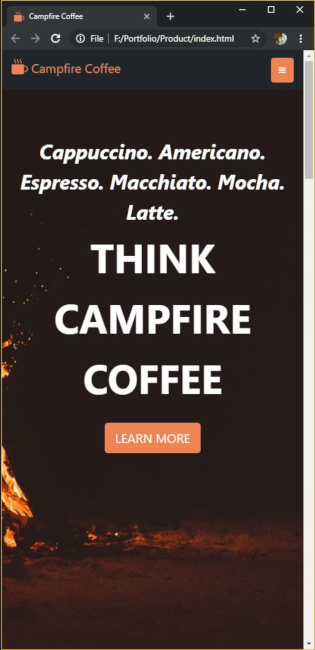 Campfire Coffee
File | F:/Portfolio/Product/index.html
Campfire Coffee
Cappuccino. Americano.
Espresso. Macchiato. Mocha.
Latte.
THINK
CAMPFIRE
COFFEE
LEARN MORE